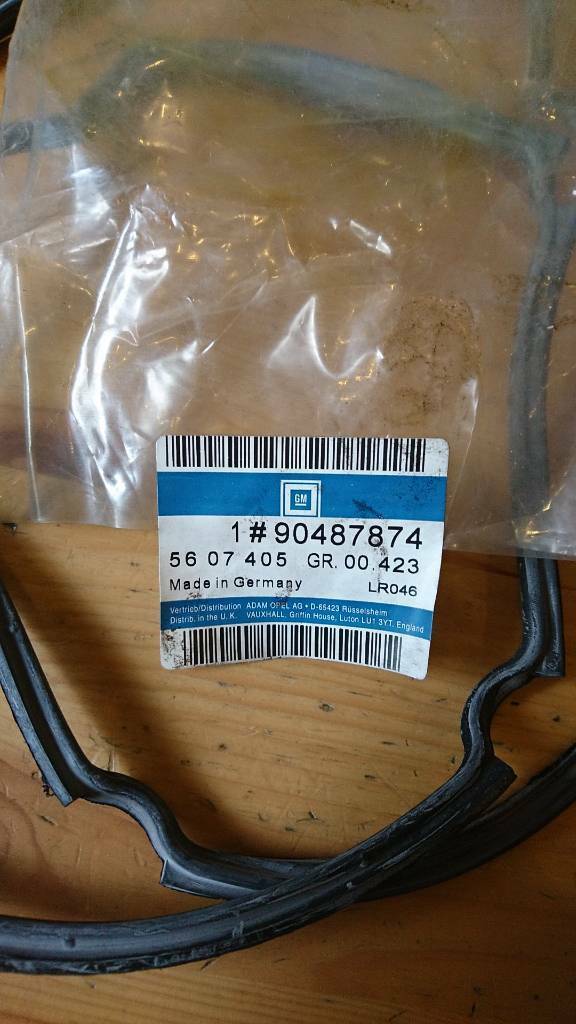 GM
1#90487874
56 07 405 GR. 00.423
Made in Germany LR046
Vertrieb/Distribution ADAM OPEL AG • D-65423 Rüsselsheim
Distrib. in the U.K. VAUXHALL. Griffin House, Luton LU1 3YT. England